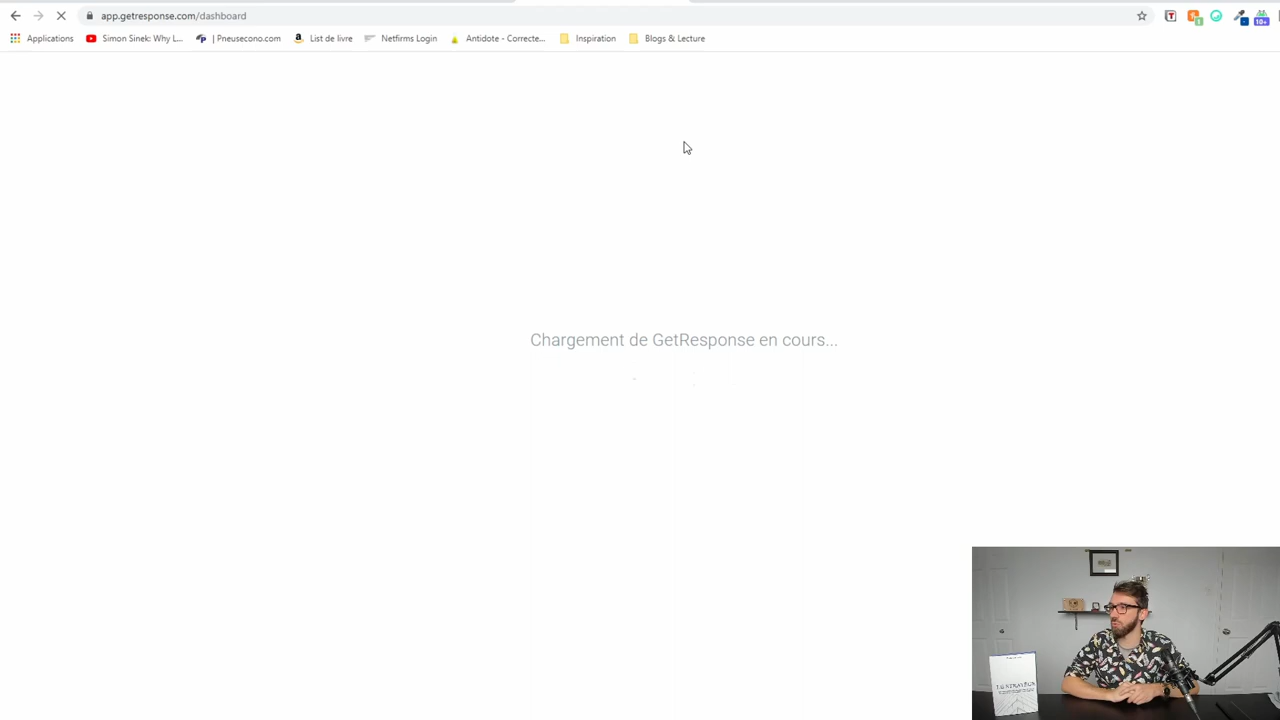 app.getresponse.com/dashboard
Applications
Simon Sinek: Why L...
| Pneusecono.com
List de livre
Netfirms Login
Antidote - Correcte...
Inspiration
Blogs & Lecture
Chargement de GetResponse en cours...